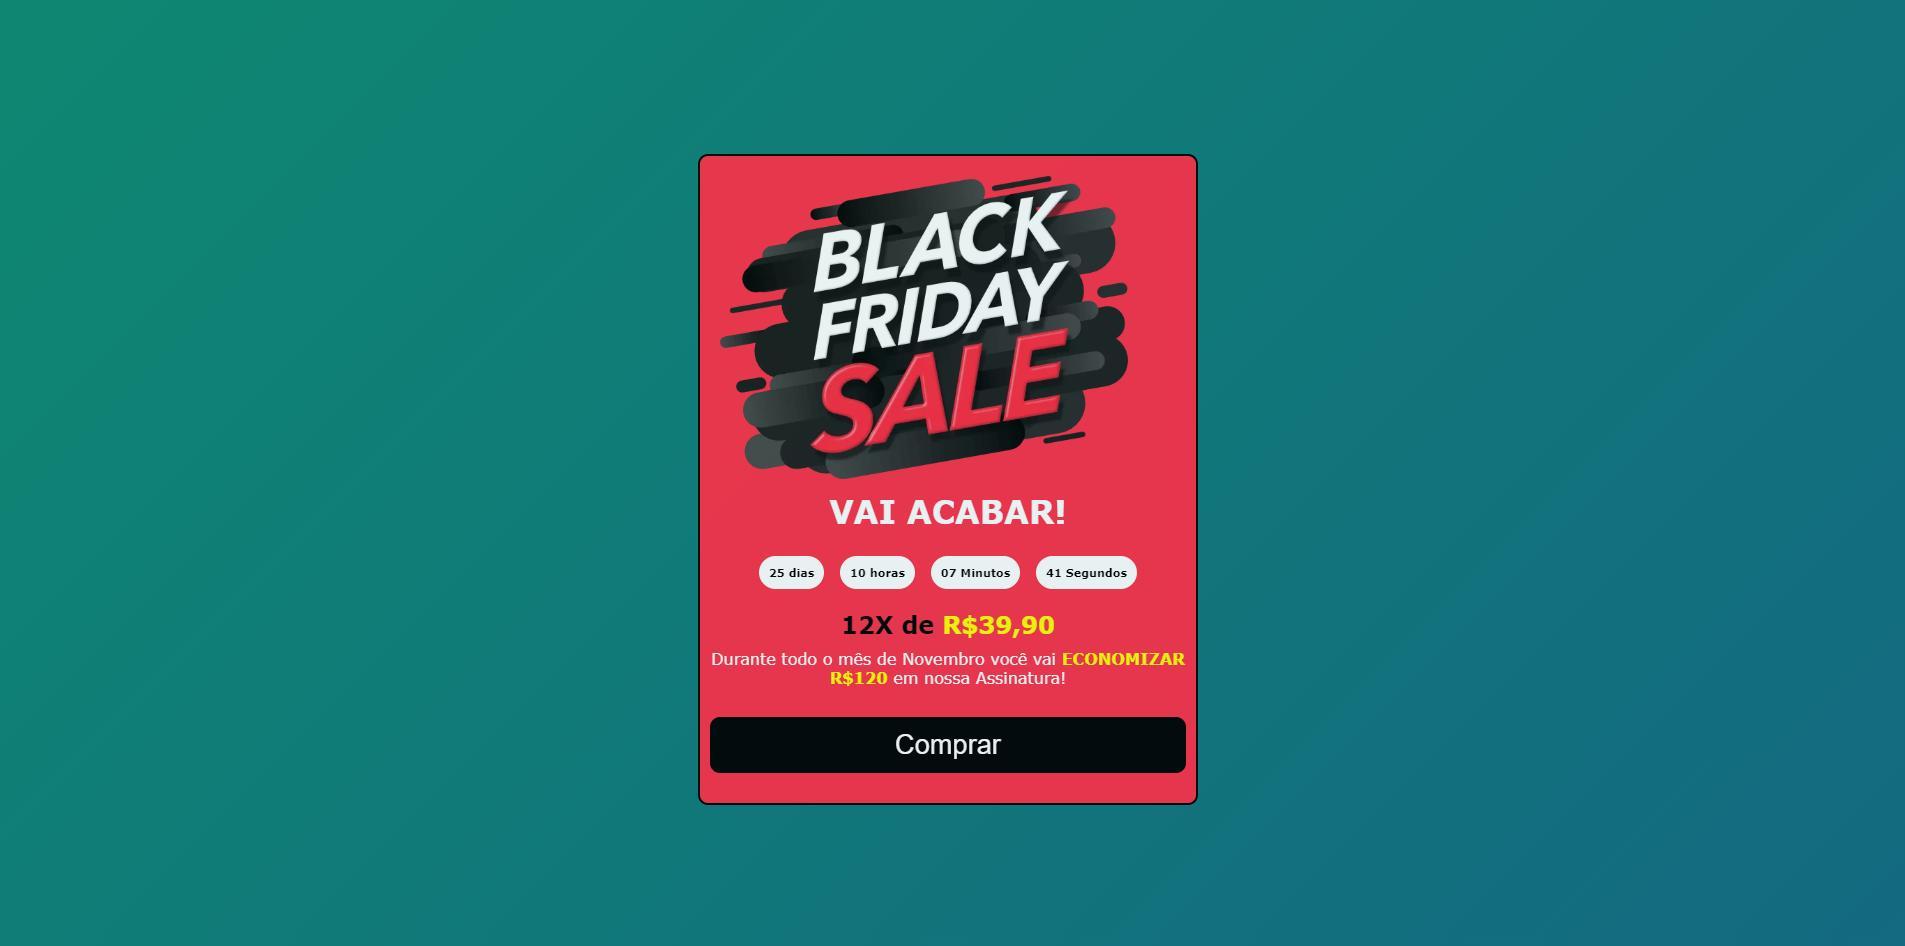 BLACK
FRIDAY
SALE
VAI ACABAR!
25 dias 10 horas 07 Minutos 41 Segundos
12X de R$39,90
Durante todo o mês de Novembro você vai ECONOMIZAR
R$120 em nossa Assinatura!
Comprar